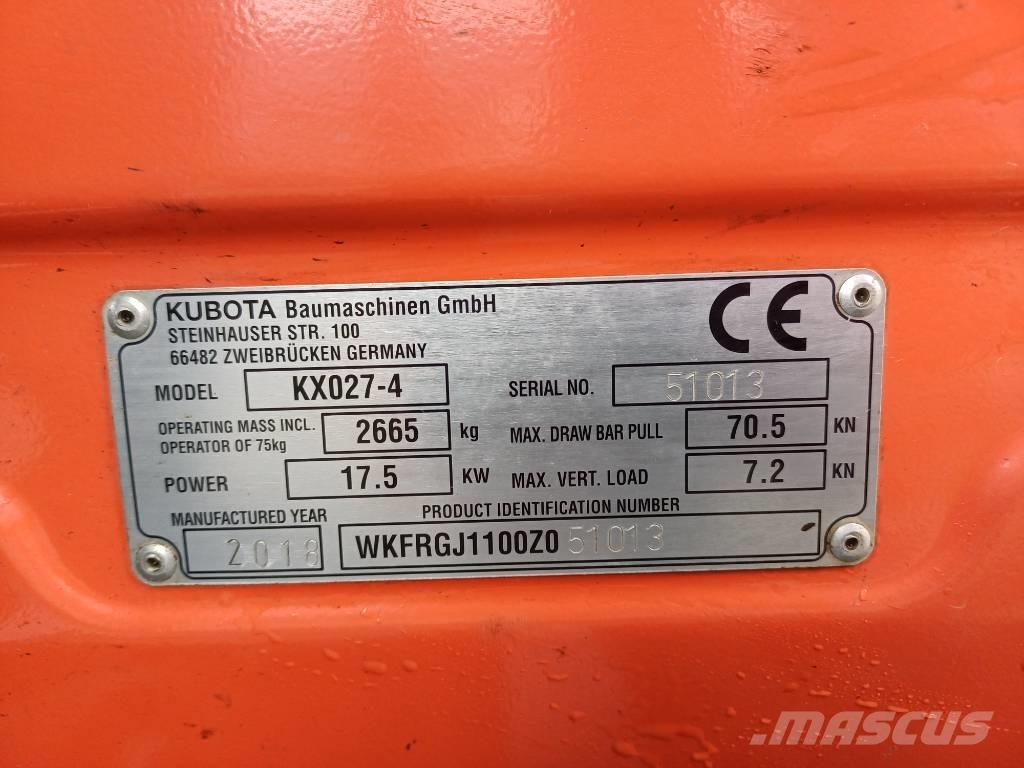 KUBOTA Baumaschinen GmbH
STEINHAUSER STR. 100
66482 ZWEIBRÜCKEN GERMANY
CE
MODEL KX027-4 SERIAL NO. 51013
OPERATING MASS INCL.
OPERATOR OF 75kg 2665 kg MAX. DRAW BAR PULL 70.5 KN
POWER 17.5 KW MAX. VERT. LOAD 7.2 KN
MANUFACTURED YEAR PRODUCT IDENTIFICATION NUMBER
2018 WKFRGJ1100Z051013
MASCUS